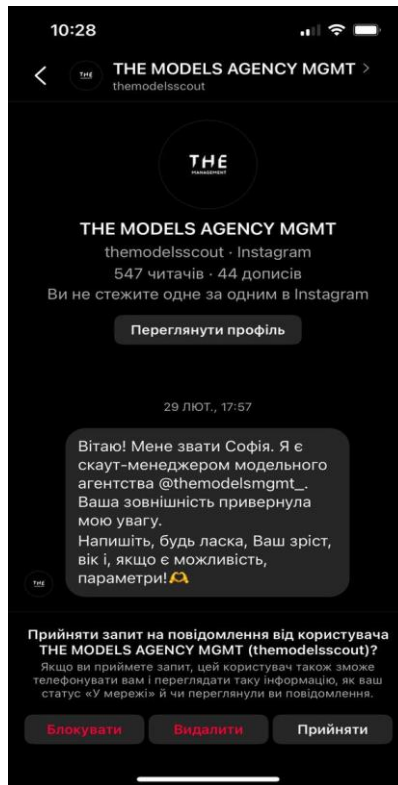 10:28
THE MODELS AGENCY MGMT >
themodelsscout
THE
MANAGEMENT
THE MODELS AGENCY MGMT
themodelsscout · Instagram
547 читачів · 44 дописів
Ви не стежите одне за одним в Instagram
Переглянути профіль
29 ЛЮТ., 17:57
Вітаю! Мене звати Софія. Я є
скаут-менеджером модельного
агентства @themodelsmgmt_.
Ваша зовнішність привернула
мою увагу.
Напишіть, будь ласка, Ваш зріст,
вік і, якщо є можливість,
параметри!🫶
THE
Прийняти запит на повідомлення від користувача
THE MODELS AGENCY MGMT (themodelsscout)?
Якщо ви приймете запит, цей користувач також зможе
телефонувати вам і переглядати таку інформацію, як ваш
статус «У мережі» й чи переглянули ви повідомлення.
Блокувати Видалити Прийняти